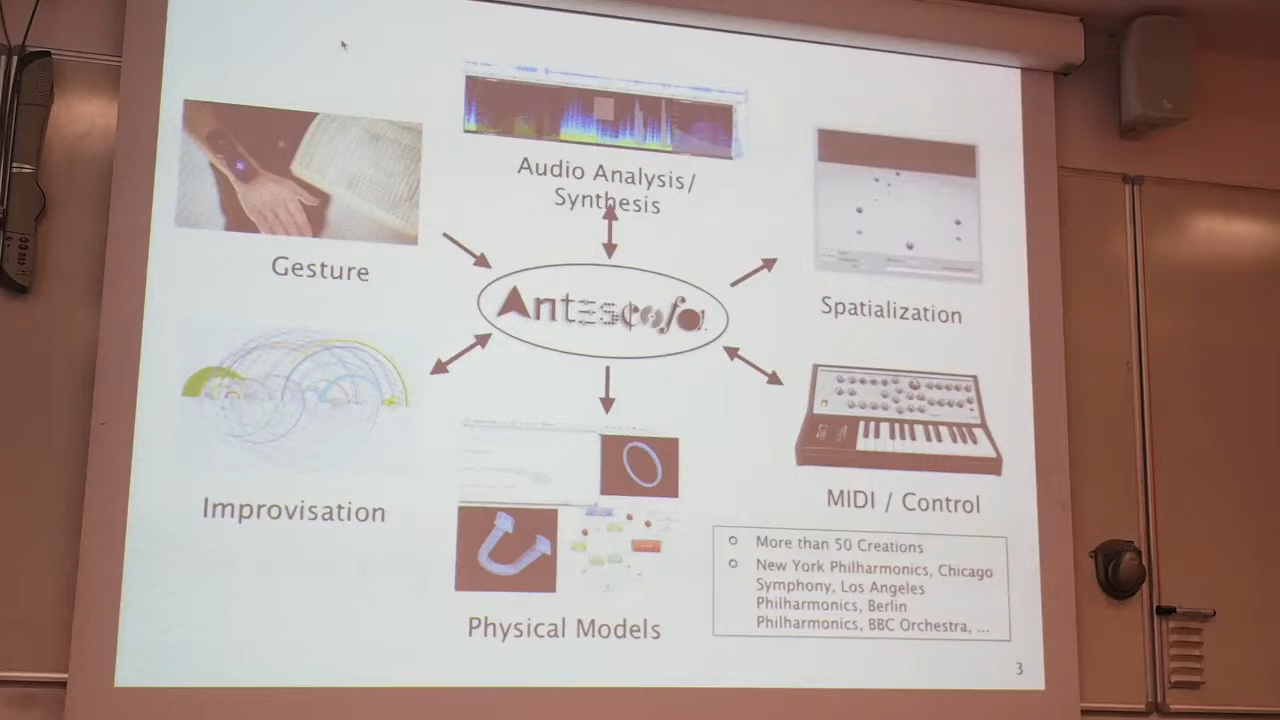 Audio Analysis/
Synthesis
Gesture
Antescofo
Spatialization
Improvisation
MIDI / Control
Physical Models
More than 50 Creations
New York Philharmonics, Chicago
Symphony, Los Angeles
Philharmonics, Berlin
Philharmonics, BBC Orchestra, ...
3